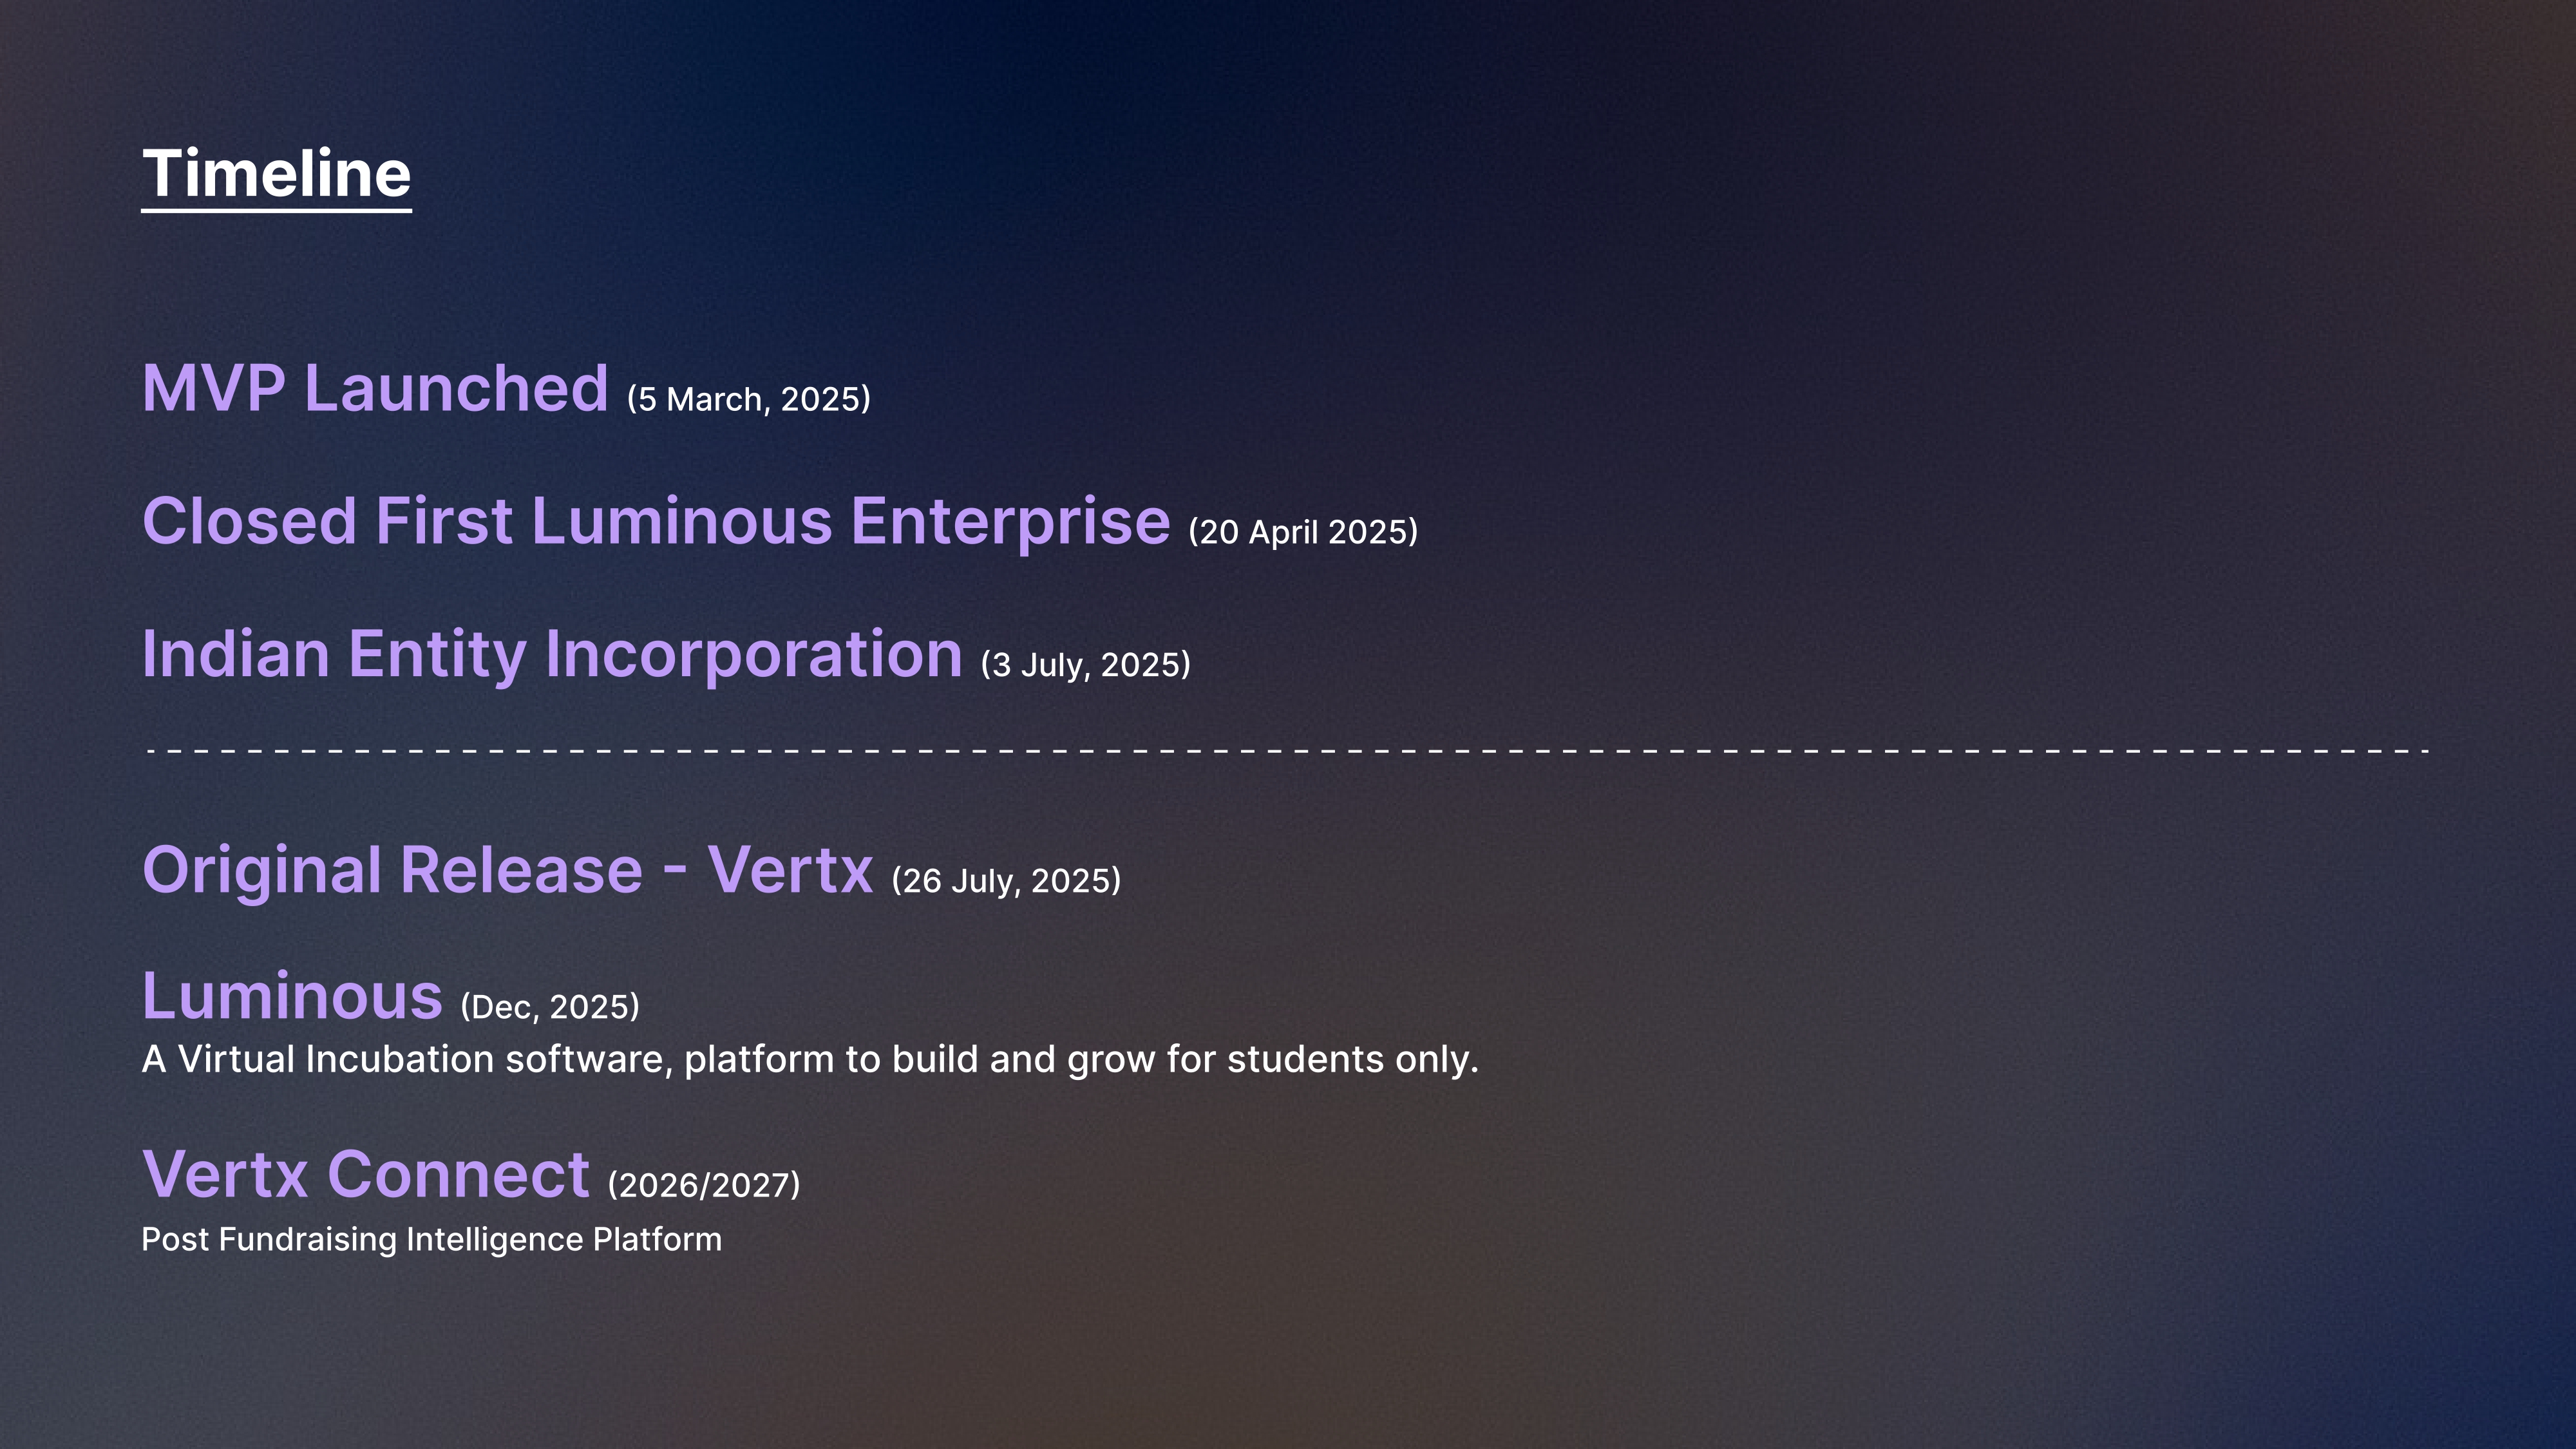 Timeline
MVP Launched (5 March, 2025)
Closed First Luminous Enterprise (20 April 2025)
Indian Entity Incorporation (3 July, 2025)
Original Release - Vertx (26 July, 2025)
Luminous (Dec, 2025)
A Virtual Incubation software, platform to build and grow for students only.
Vertx Connect (2026/2027)
Post Fundraising Intelligence Platform